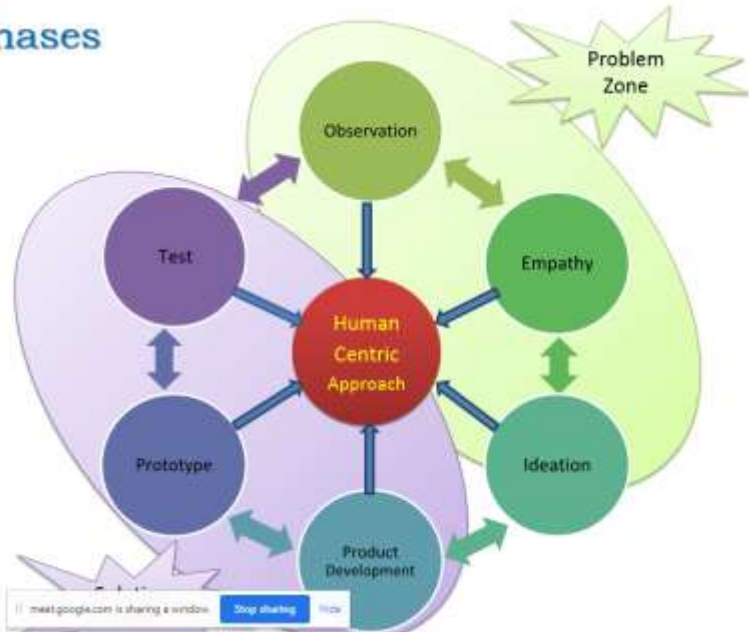 hases
Problem
Zone
Observation
Test
Empathy
Human
Centric
Approach
Prototype
Ideation
Product
Development
meet.google.com is sharing a window.
Stop sharing
Hide